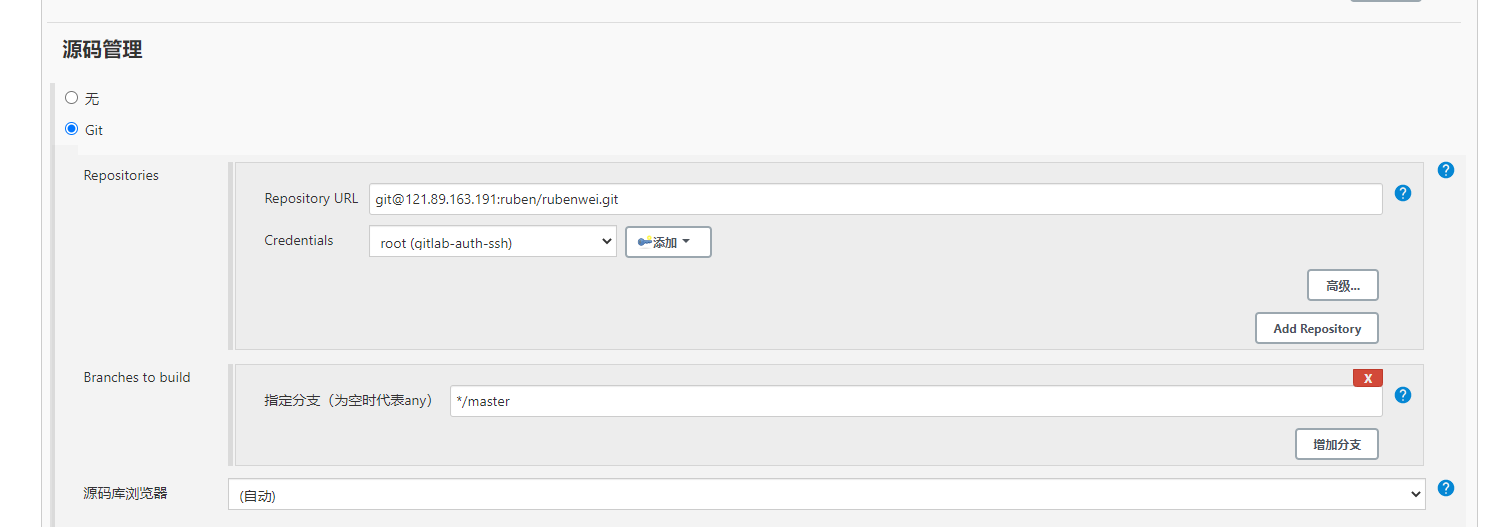 源码管理
无
Git
Repositories
Repository URL git@121.89.163.191:ruben/rubenwei.git
Credentials root (gitlab-auth-ssh) 添加
高级...
Add Repository
Branches to build
X
指定分支（为空时代表any） */master
增加分支
源码库浏览器 (自动)